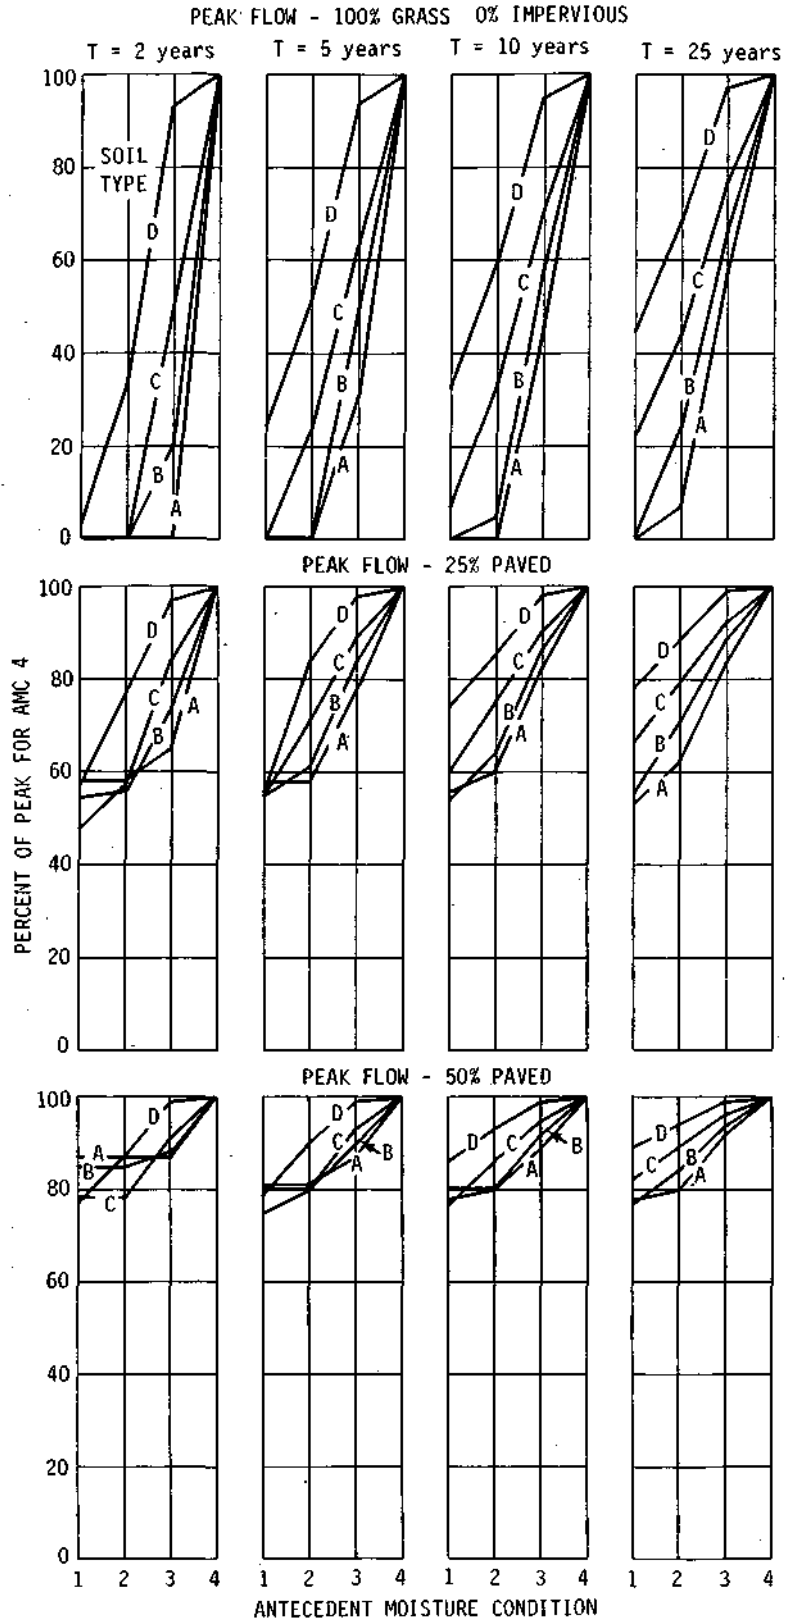 PEAK FLOW - 100% GRASS 0% IMPERVIOUS
T = 2 years T = 5 years T = 10 years T = 25 years
100
SOIL
TYPE
80
60
40
20
0
D
C
B
A
D
C
B
A
D
C
B
A
D
C
B
A
PEAK FLOW - 25% PAVED
100
80
60
40
20
0
D
C
B
A
D
C
B
A
D
C
B
A
D
C
B
A
PERCENT OF PEAK FOR AMC 4
PEAK FLOW - 50% PAVED
100
80
60
40
20
0
D
A
B
C
D
C
A
B
D
C
A
B
D
C
B
A
1 2 3 4 1 2 3 4 1 2 3 4 1 2 3 4
ANTECEDENT MOISTURE CONDITION